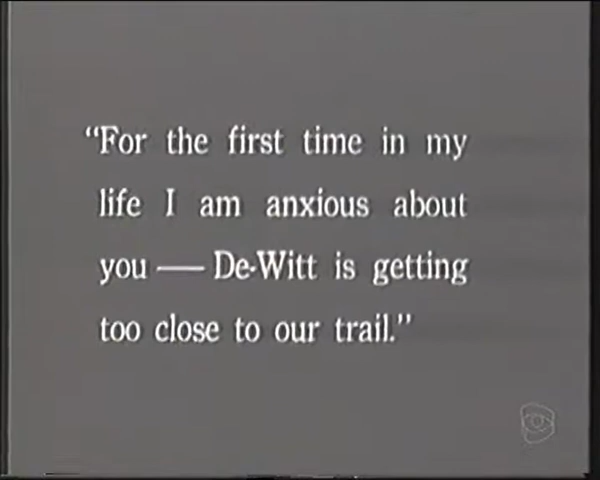 “For the first time in my
life I am anxious about
you — De-Witt is getting
too close to our trail.”